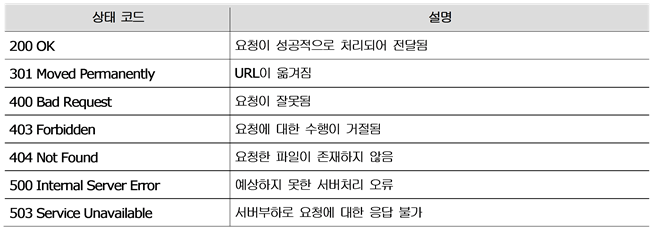 상태 코드 설명
200 OK 요청이 성공적으로 처리되어 전달됨
301 Moved Permanently URL이 옮겨짐
400 Bad Request 요청이 잘못됨
403 Forbidden 요청에 대한 수행이 거절됨
404 Not Found 요청한 파일이 존재하지 않음
500 Internal Server Error 예상하지 못한 서버처리 오류
503 Service Unavailable 서버부하로 요청에 대한 응답 불가